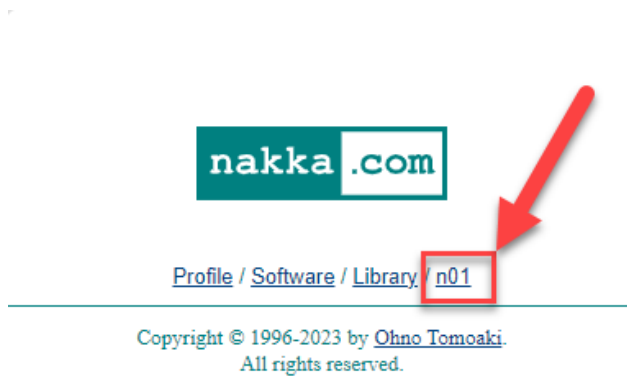 nakka .com
Profile / Software / Library / n01
Copyright © 1996-2023 by Ohno Tomoaki.
All rights reserved.